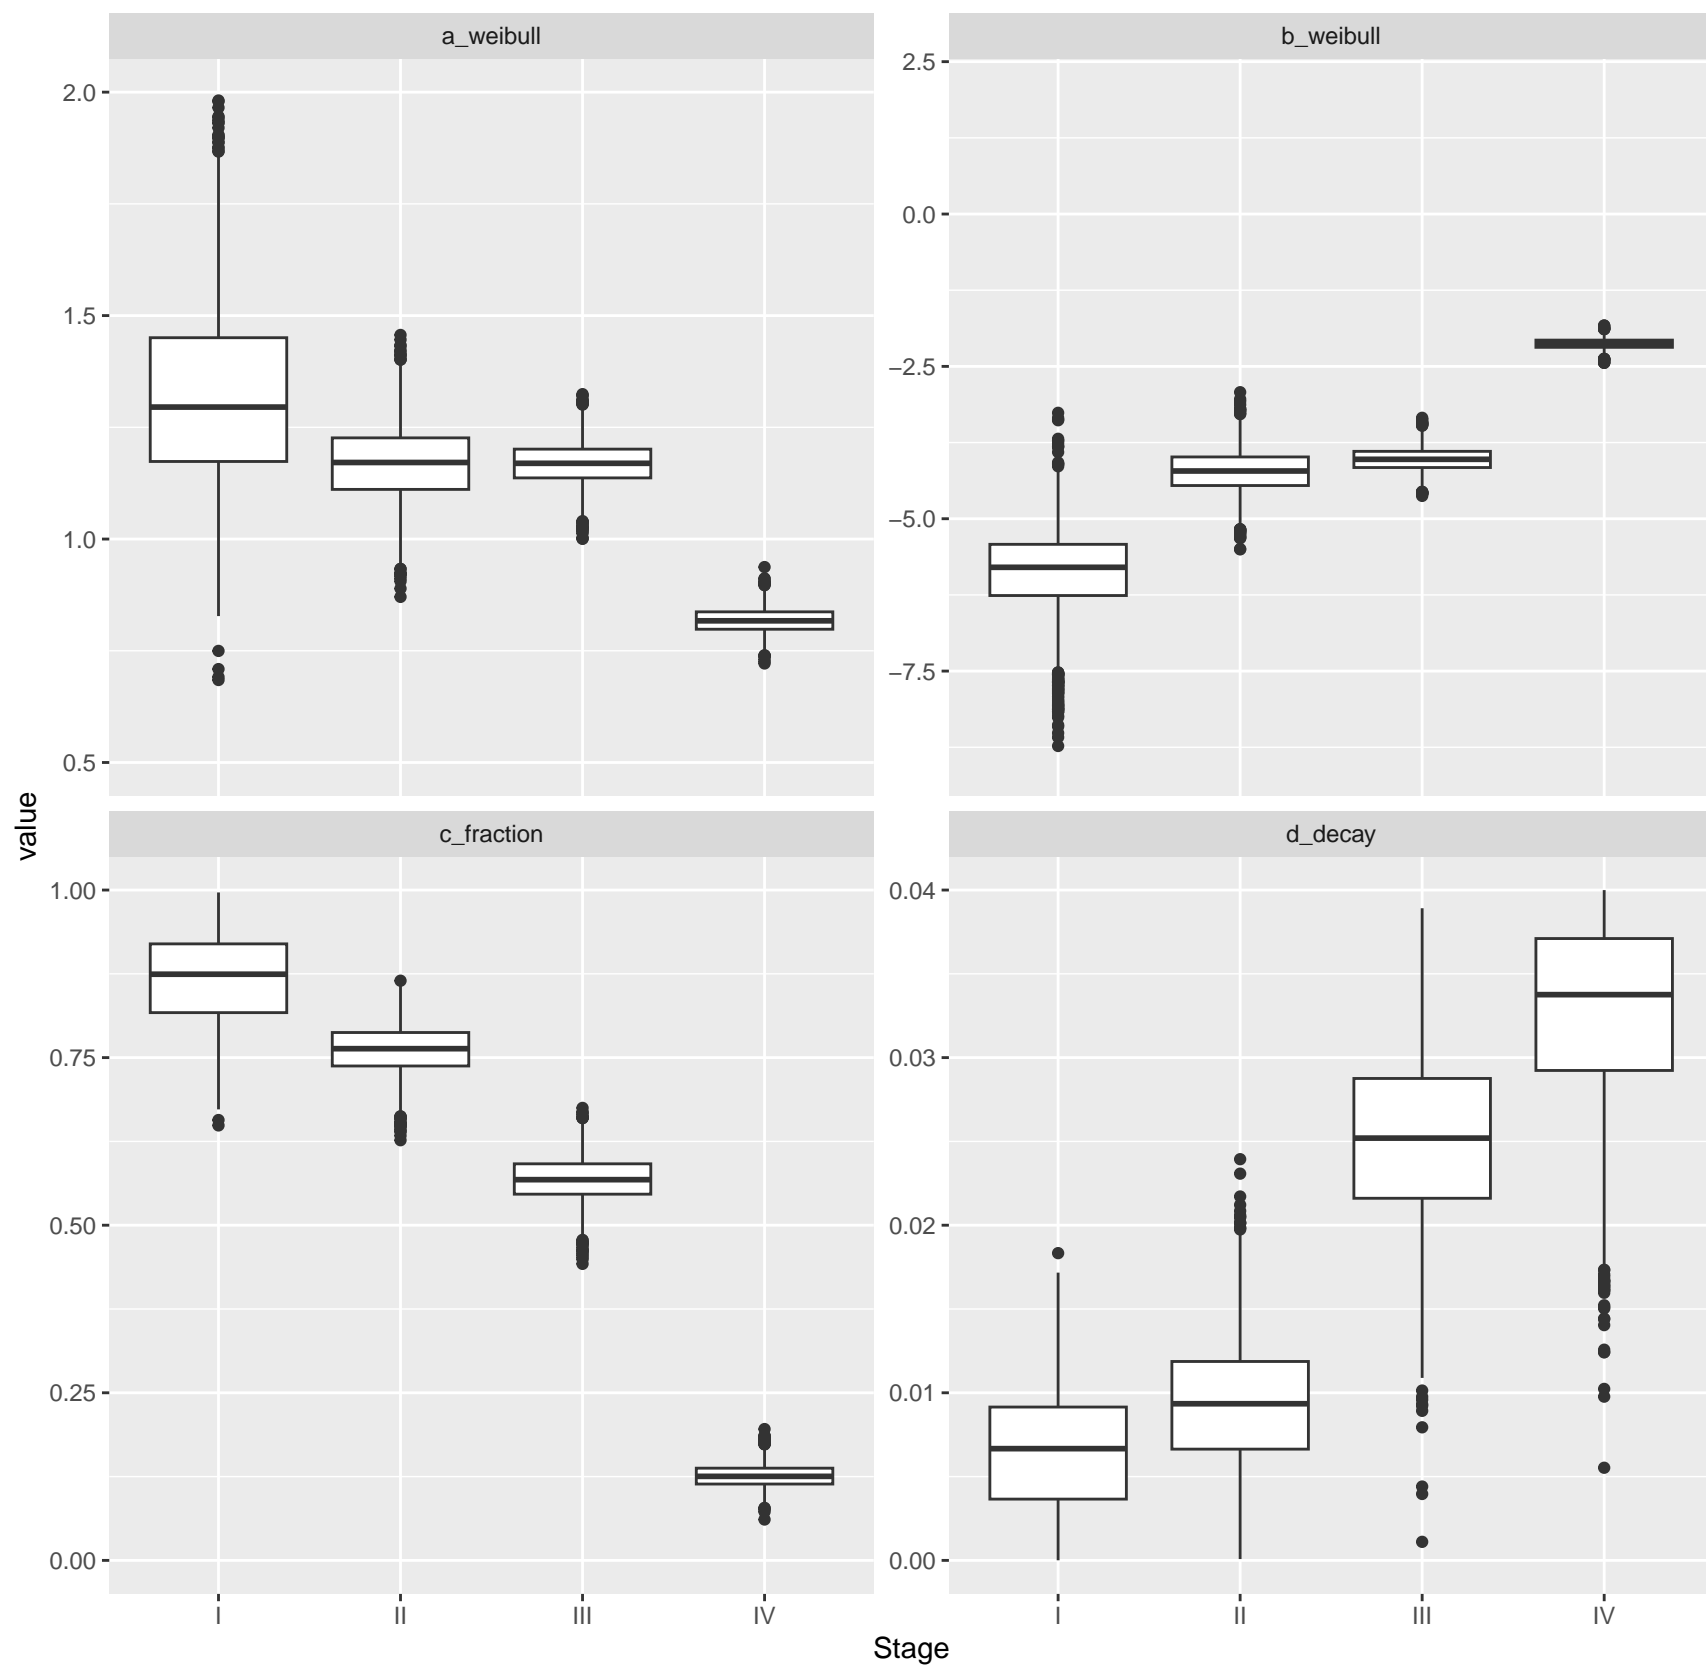 a_weibull
b_weibull
2.0
1.5
1.0
0.5
2.5
0.0
−2.5
−5.0
−7.5
value
c_fraction
d_decay
1.00
0.75
0.50
0.25
0.00
0.04
0.03
0.02
0.01
0.00
I II III IV
I II III IV
Stage